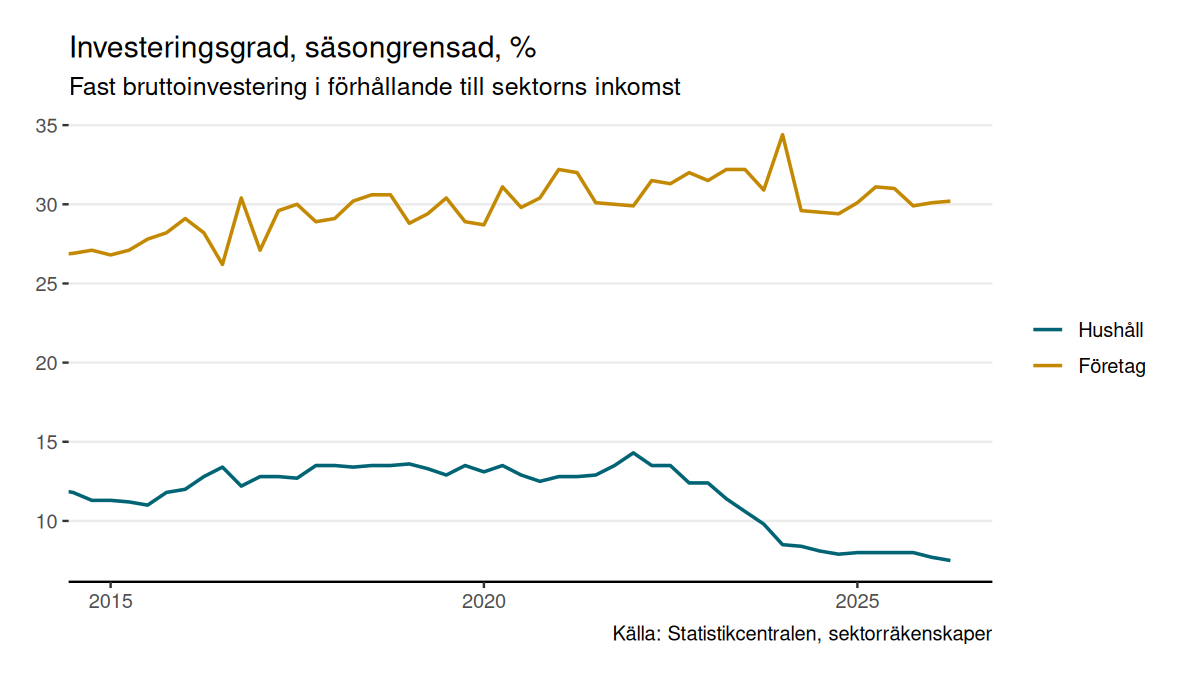 Investeringsgrad, säsongrensad, %
Fast bruttoinvestering i förhållande till sektorns inkomst
35
30
25
20
15
10
2015
2020
2025
Hushåll
Företag
Källa: Statistikcentralen, sektorräkenskaper